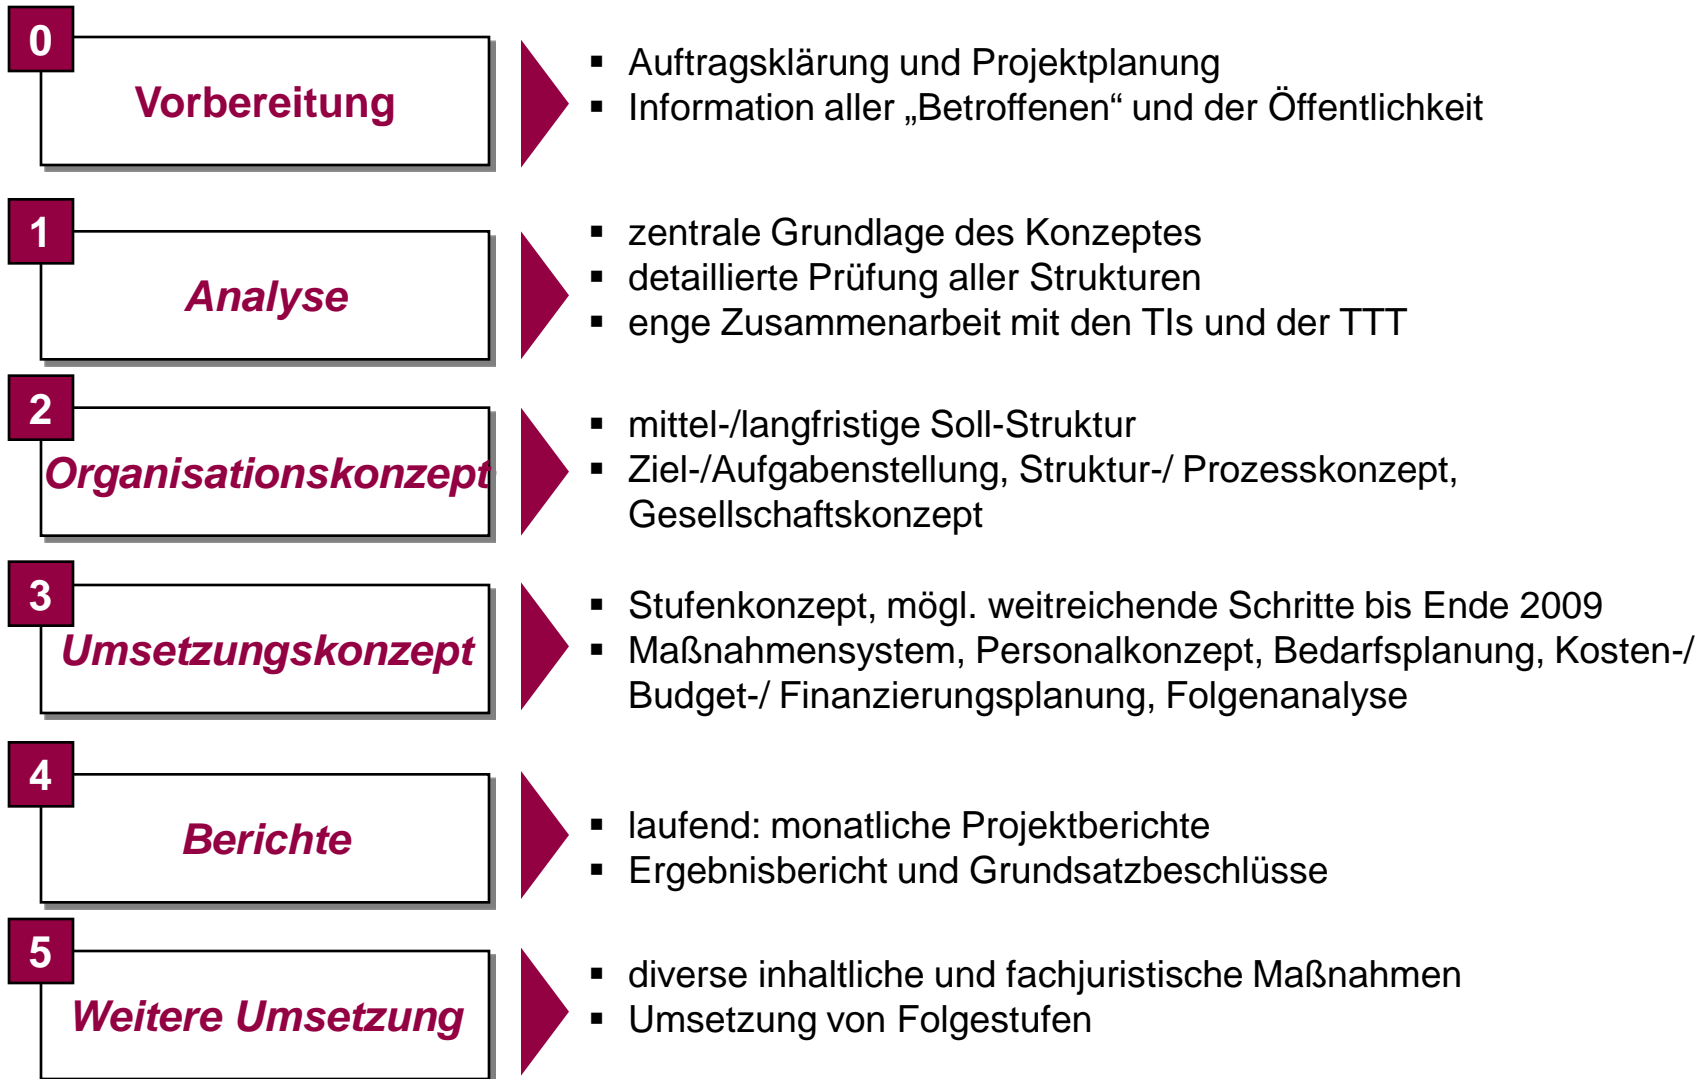 0
Vorbereitung
▪ Auftragsklärung und Projektplanung
▪ Information aller „Betroffenen“ und der Öffentlichkeit
1
Analyse
▪ zentrale Grundlage des Konzeptes
▪ detaillierte Prüfung aller Strukturen
▪ enge Zusammenarbeit mit den TIs und der TTT
2
Organisationskonzept
▪ mittel-/langfristige Soll-Struktur
▪ Ziel-/Aufgabenstellung, Struktur-/ Prozesskonzept,
Gesellschaftskonzept
3
Umsetzungskonzept
▪ Stufenkonzept, mögl. weitreichende Schritte bis Ende 2009
▪ Maßnahmensystem, Personalkonzept, Bedarfsplanung, Kosten-/
Budget-/ Finanzierungsplanung, Folgenanalyse
4
Berichte
▪ laufend: monatliche Projektberichte
▪ Ergebnisbericht und Grundsatzbeschlüsse
5
Weitere Umsetzung
▪ diverse inhaltliche und fachjuristische Maßnahmen
▪ Umsetzung von Folgestufen